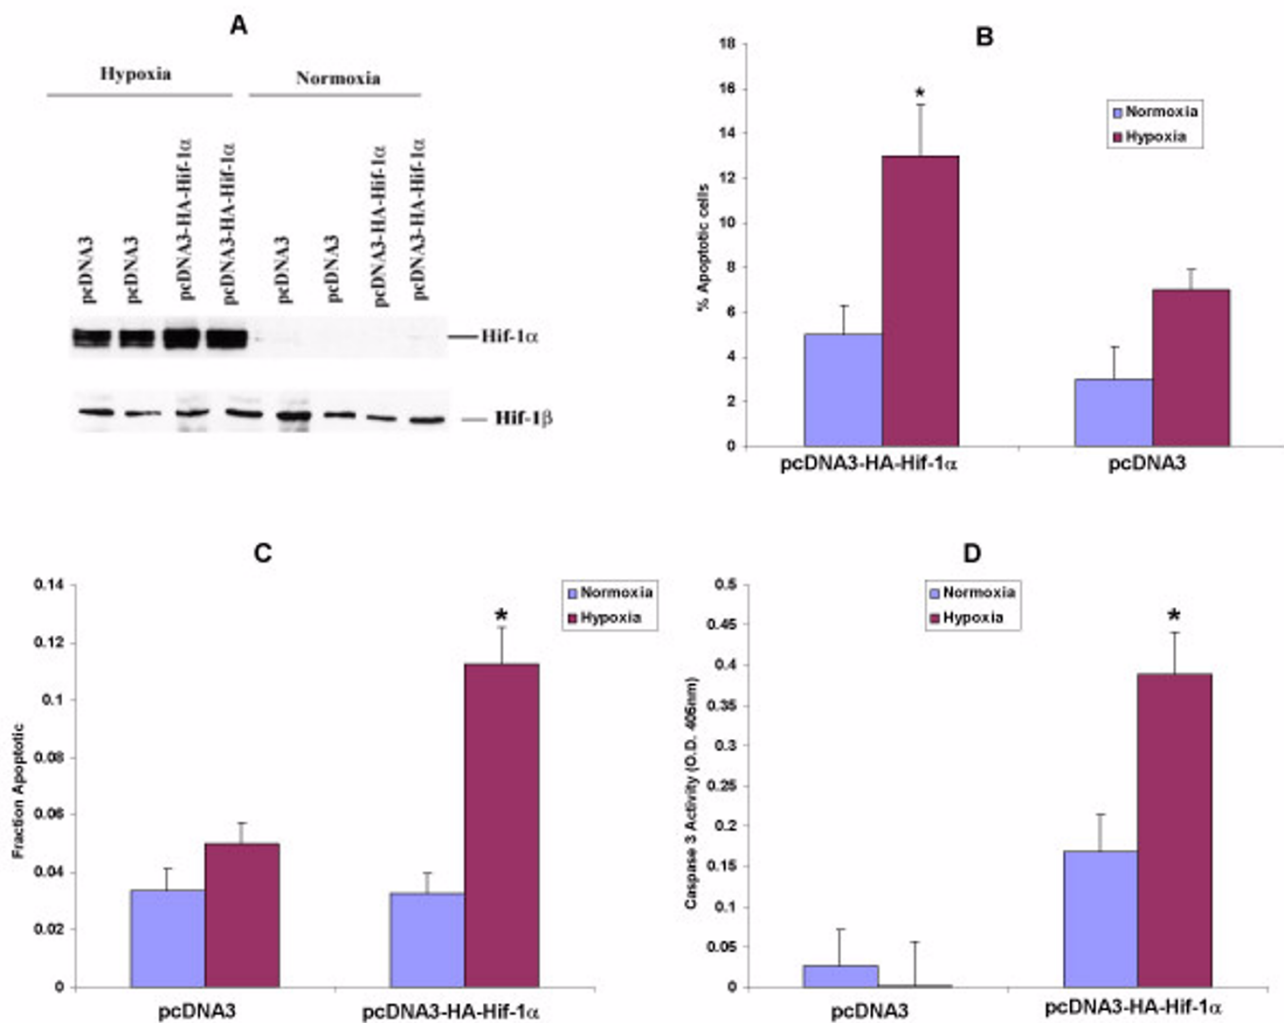 A
Hypoxia
Normoxia
pcDNA3
pcDNA3
pcDNA3-HA-Hif-1α
pcDNA3-HA-Hif-1α
pcDNA3
pcDNA3
pcDNA3-HA-Hif-1α
pcDNA3-HA-Hif-1α
Hif-1α
Hif-1β
B
% Apoptotic cells
18
16
14
12
10
8
6
4
2
0
*
Normoxia
Hypoxia
pcDNA3-HA-Hif-1α
pcDNA3
C
Fraction Apoptotic
0.14
0.12
0.1
0.08
0.06
0.04
0.02
0
*
Normoxia
Hypoxia
pcDNA3
pcDNA3-HA-Hif-1α
D
Caspase 3 Activity (O.D. 405nm)
0.5
0.45
0.4
0.35
0.3
0.25
0.2
0.15
0.1
0.05
0
*
Normoxia
Hypoxia
pcDNA3
pcDNA3-HA-Hif-1α